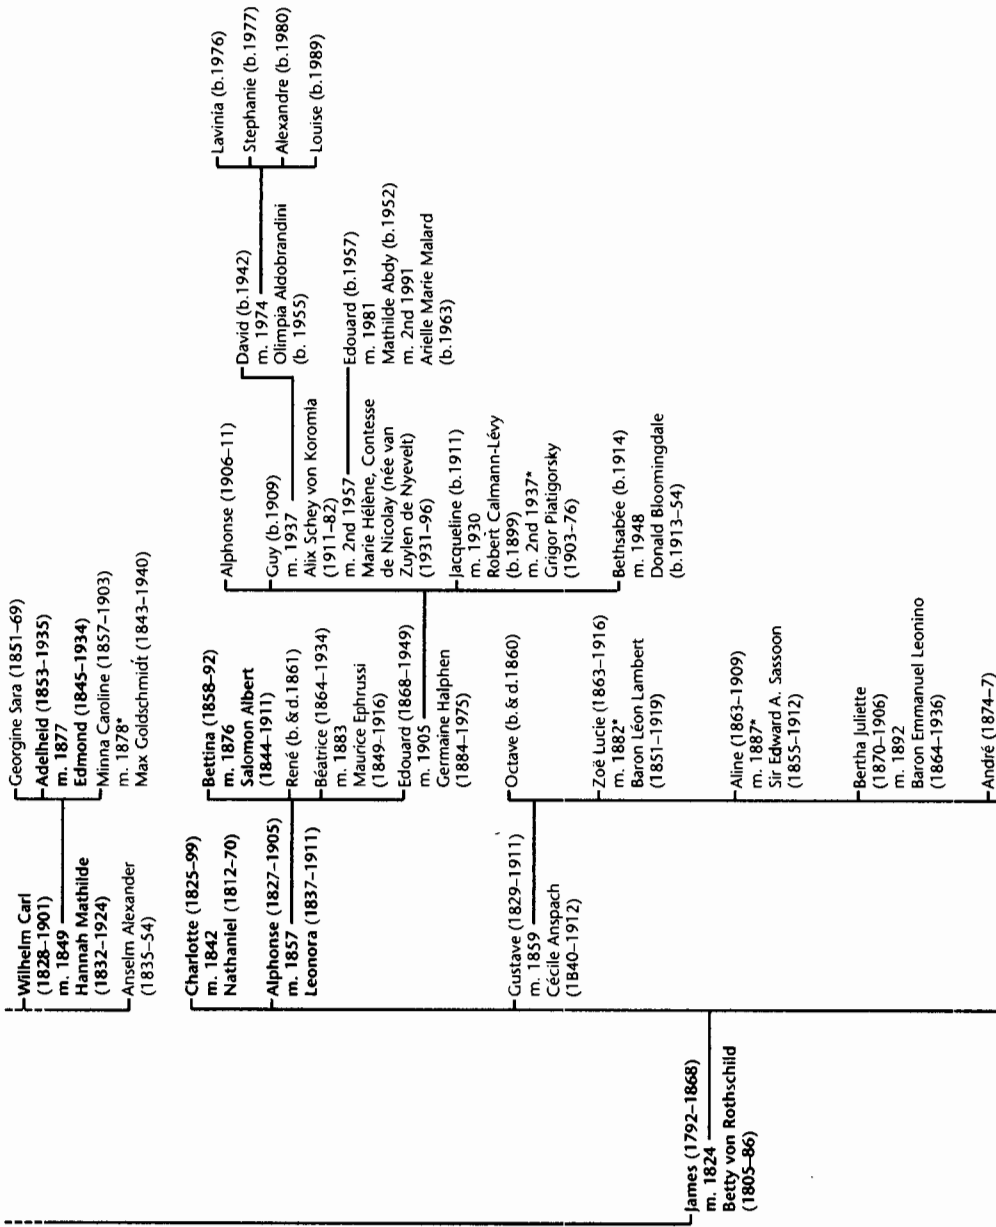 Georgine Sara (1851–69)
Wilhelm Carl
(1828–1901)
m. 1849
Hannah Mathilde
(1832–1924)
Adelheid (1853–1935)
m. 1877
Edmond (1845–1934)
Minna Caroline (1857–1903)
m. 1878*
Max Goldschmidt (1843–1940)
Anselm Alexander
(1835–54)
James (1792–1868)
m. 1824
Betty von Rothschild
(1805–86)
Charlotte (1825–99)
m. 1842
Nathaniel (1812–70)
Alphonse (1827–1905)
m. 1857
Leonora (1837–1911)
Bettina (1858–92)
m. 1876
Salomon Albert
(1844–1911)
René (b. & d.1861)
Béatrice (1864–1934)
m. 1883
Maurice Ephrussi
(1849–1916)
Edouard (1868–1949)
m. 1905
Germaine Halphen
(1884–1975)
Alphonse (1906–11)
Guy (b.1909)
m. 1937
Alix Schey von Koromla
(1911–82)
m. 2nd 1957
Marie Hélène, Contesse
de Nicolay (née van
Zuylen de Nyevelt)
(1931–96)
David (b.1942)
m. 1974
Olimpia Aldobrandini
(b. 1955)
Lavinia (b.1976)
Stephanie (b.1977)
Alexandre (b.1980)
Louise (b.1989)
Edouard (b.1957)
m. 1981
Mathilde Abdy (b.1952)
m. 2nd 1991
Arielle Marie Malard
(b.1963)
Jacqueline (b.1911)
m. 1930
Robert Calmann-Lévy
(b.1899)
m. 2nd 1937*
Grigor Piatigorsky
(1903–76)
Bethsabée (b.1914)
m. 1948
Donald Bloomingdale
(b.1913–54)
Gustave (1829–1911)
m. 1859
Cécile Anspach
(1840–1912)
Octave (b. & d.1860)
Zoë Lucie (1863–1916)
m. 1882*
Baron Léon Lambert
(1851–1919)
Aline (1863–1909)
m. 1887*
Sir Edward A. Sassoon
(1855–1912)
Bertha Juliette
(1870–1906)
m. 1892
Baron Emmanuel Leonino
(1864–1936)
André (1874–7)